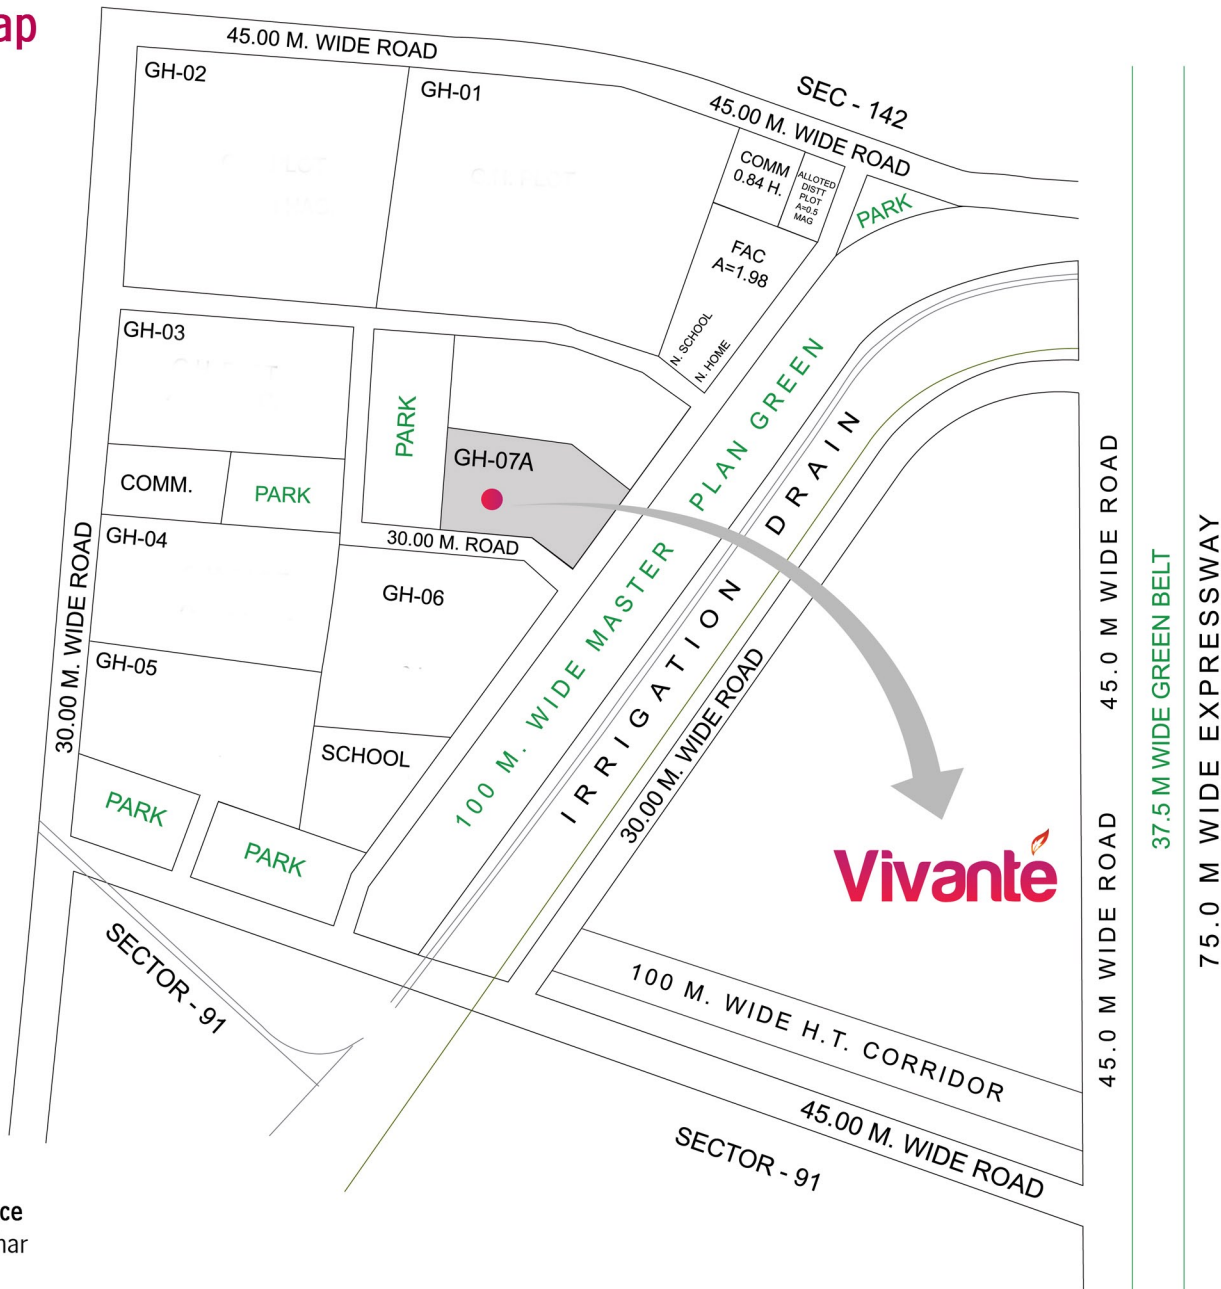 ap
45.00 M. WIDE ROAD
SEC - 142
45.00 M. WIDE ROAD
GH-02
GH-01
COMM
0.84 H.
ALLOTED
DISTT
PLOT
A=0.5
MAG
PARK
FAC
A=1.98
N. SCHOOL
N. HOME
GH-03
PARK
GH-07A
COMM.
PARK
30.00 M. ROAD
GH-04
GH-06
GH-05
SCHOOL
PARK
PARK
30.00 M. WIDE ROAD
100 M. WIDE MASTER PLAN GREEN
IRRIGATION DRAIN
30.00 M. WIDE ROAD
45.0 M WIDE ROAD
45.0 M WIDE ROAD
37.5 M WIDE GREEN BELT
75.0 M WIDE EXPRESSWAY
Vivanté
SECTOR - 91
100 M. WIDE H.T. CORRIDOR
45.00 M. WIDE ROAD
SECTOR - 91
ce
nar